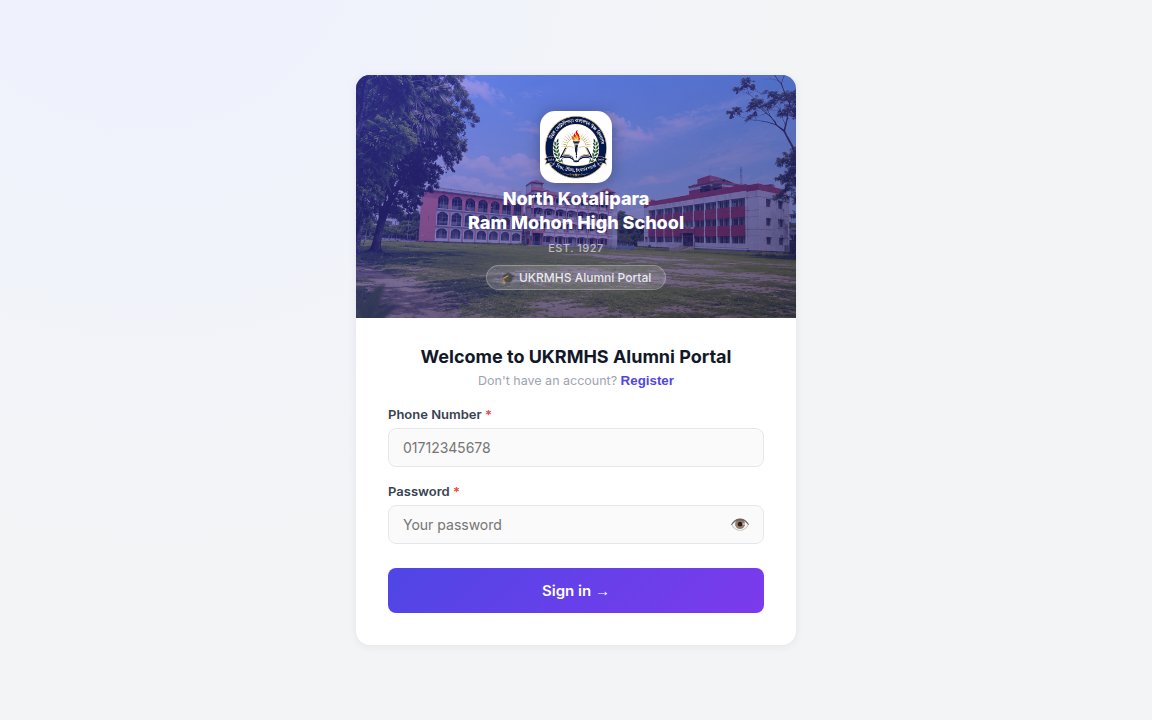 North Kotalipara
Ram Mohon High School
EST. 1927
🎓 UKRMHS Alumni Portal
Welcome to UKRMHS Alumni Portal
Don't have an account? Register
Phone Number *
01712345678
Password *
Your password
Sign in →